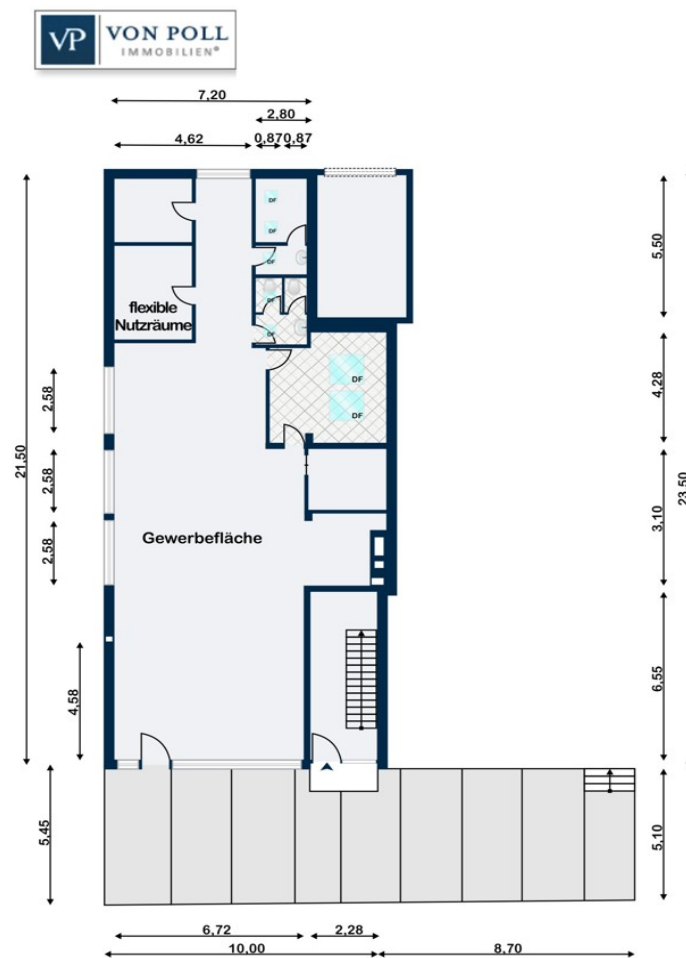 VP VON POLL
IMMOBILIEN®
7,20
2,80
4,62
0,87
0,87
DF
DF
DF
DF
DF
flexible
Nutzräume
DF
DF
Gewerbefläche
21,50
2,58
2,58
2,58
4,58
5,45
5,50
4,28
3,10
23,50
6,55
5,10
6,72
2,28
10,00
8,70